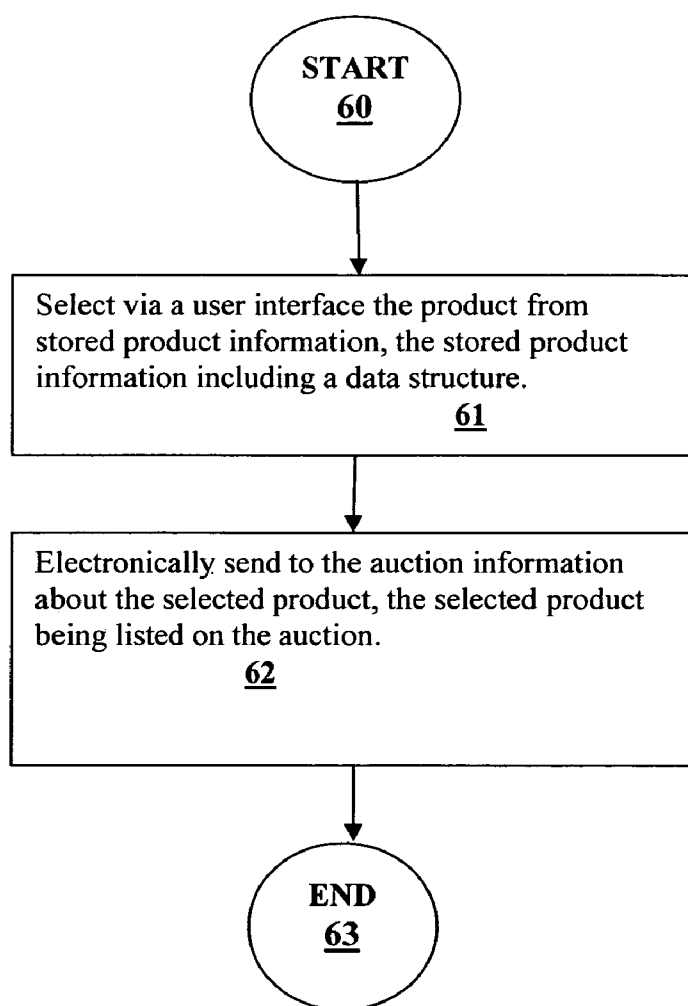 START
60
Select via a user interface the product from
stored product information, the stored product
information including a data structure.
61
Electronically send to the auction information
about the selected product, the selected product
being listed on the auction.
62
END
63